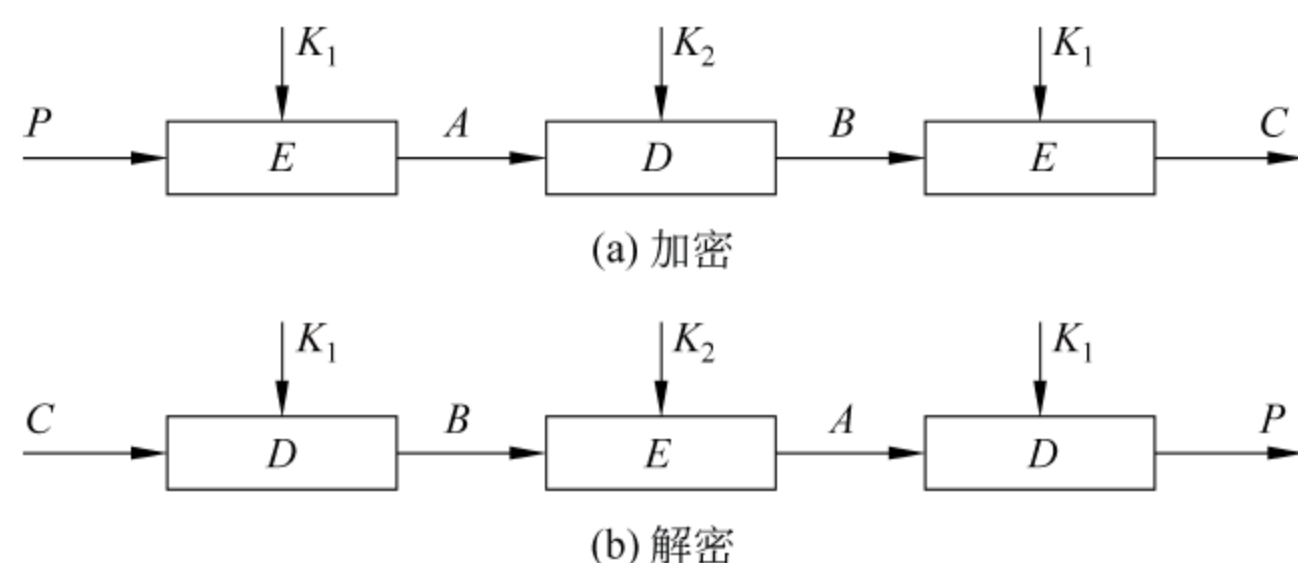 K₁ K₂ K₁
P A B C
E D E
(a) 加密
K₁ K₂ K₁
C B A P
D E D
(b) 解密